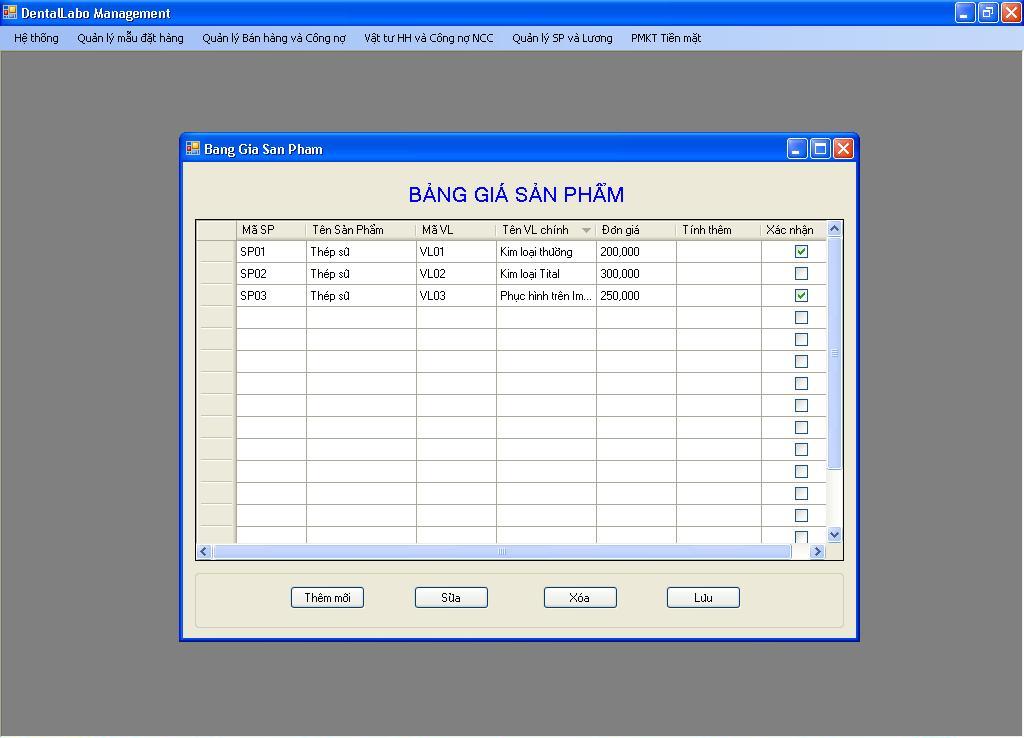 DentalLabo Management
Hệ thống Quản lý mẫu đặt hàng Quản lý Bán hàng và Công nợ Vật tư HH và Công nợ NCC Quản lý SP và Lương PMKT Tiền mặt
Bang Gia San Pham
BẢNG GIÁ SẢN PHẨM
Mã SP Tên Sản Phẩm Mã VL Tên VL chính Đơn giá Tính thêm Xác nhận
SP01 Thép sũ VL01 Kim loại thường 200,000
SP02 Thép sũ VL02 Kim loại Tital 300,000
SP03 Thép sũ VL03 Phục hình trên Im... 250,000
Thêm mới Sửa Xóa Lưu